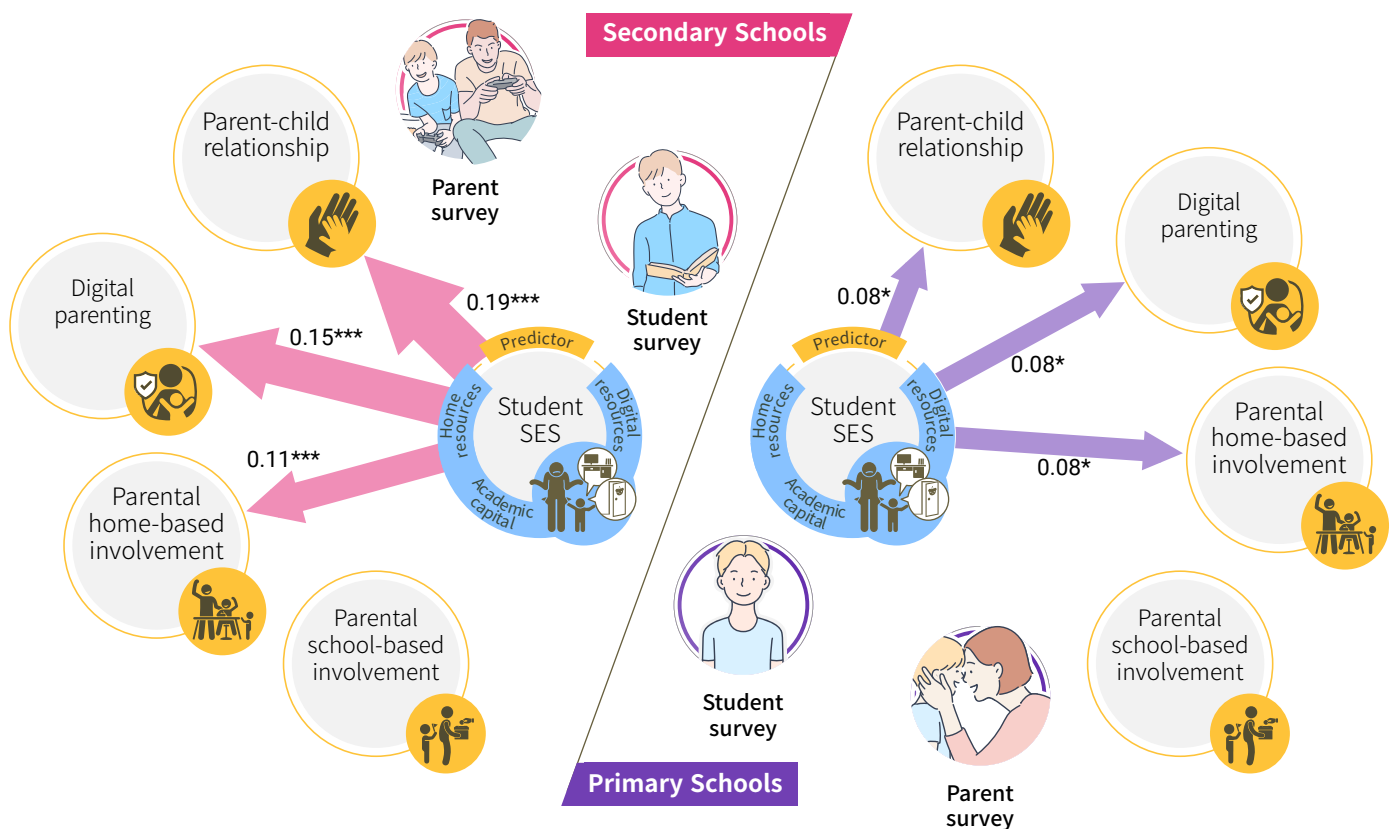 Secondary Schools
Parent-child
relationship
Parent
survey
Student
survey
Digital
parenting
0.19***
0.15***
0.11***
Predictor
Home
resources
Digital
resources
Academic
capital
Student
SES
Parental
home-based
involvement
Parental
school-based
involvement
Parent-child
relationship
Digital
parenting
0.08*
0.08*
0.08*
Predictor
Home
resources
Digital
resources
Academic
capital
Student
SES
Parental
home-based
involvement
Parental
school-based
involvement
Student
survey
Parent
survey
Primary Schools